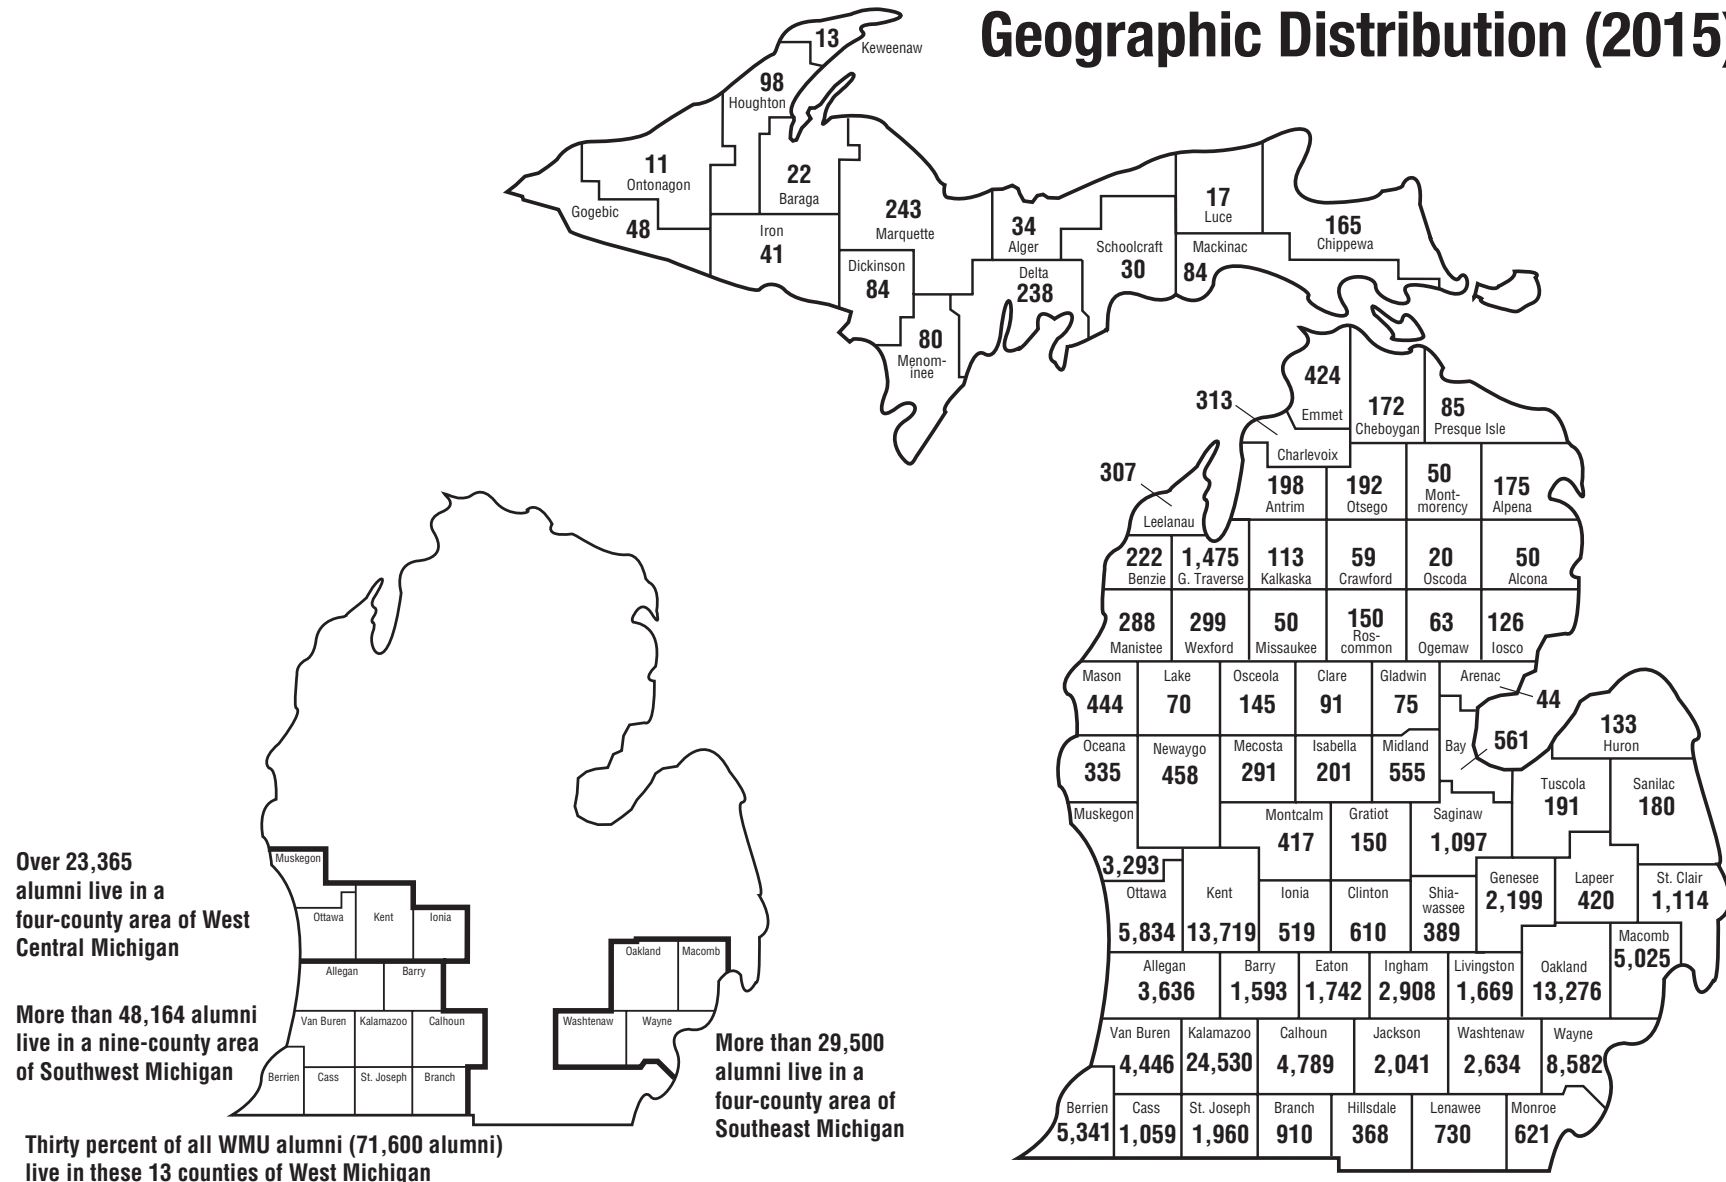 Geographic Distribution (2015)
13
Keweenaw
98
Houghton
11
Ontonagon
22
Baraga
Gogebic
48
Iron
41
243
Marquette
Dickinson
84
80
Menom-
inee
34
Alger
Delta
238
Schoolcraft
30
17
Luce
Mackinac
84
165
Chippewa
424
Emmet
313
Charlevoix
172
Cheboygan
85
Presque Isle
307
Leelanau
198
Antrim
192
Otsego
50
Mont-
morency
175
Alpena
222
Benzie
1,475
G. Traverse
113
Kalkaska
59
Crawford
20
Oscoda
50
Alcona
288
Manistee
299
Wexford
50
Missaukee
150
Ros-
common
63
Ogemaw
126
Iosco
Mason
444
Lake
70
Osceola
145
Clare
91
Gladwin
75
Arenac
44
Oceana
335
Newaygo
458
Mecosta
291
Isabella
201
Midland
555
Bay
561
133
Huron
Tuscola
191
Sanilac
180
Muskegon
3,293
Montcalm
417
Gratiot
150
Saginaw
1,097
Ottawa
5,834
Kent
13,719
Ionia
519
Clinton
610
Shia-
wassee
389
Genesee
2,199
Lapeer
420
St. Clair
1,114
Allegan
3,636
Barry
1,593
Eaton
1,742
Ingham
2,908
Livingston
1,669
Oakland
13,276
Macomb
5,025
Van Buren
4,446
Kalamazoo
24,530
Calhoun
4,789
Jackson
2,041
Washtenaw
2,634
Wayne
8,582
Berrien
5,341
Cass
1,059
St. Joseph
1,960
Branch
910
Hillsdale
368
Lenawee
730
Monroe
621
Over 23,365
alumni live in a
four-county area of West
Central Michigan
More than 48,164 alumni
live in a nine-county area
of Southwest Michigan
Muskegon
Ottawa
Kent
Ionia
Allegan
Barry
Van Buren
Kalamazoo
Calhoun
Berrien
Cass
St. Joseph
Branch
Oakland
Macomb
Washtenaw
Wayne
More than 29,500
alumni live in a
four-county area of
Southeast Michigan
Thirty percent of all WMU alumni (71,600 alumni)
live in these 13 counties of West Michigan